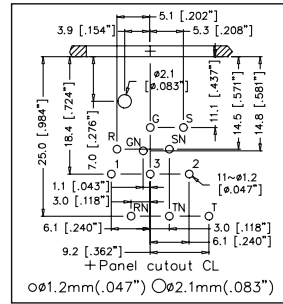 5.1 [.202"]
3.9 [.154"]
5.3 [.208"]
ø2.1
[ø.083"]
25.0 [.984"]
18.4 [.724"]
7.0 [.276"]
11.1 [.437"]
14.5 [.571"]
14.8 [.581"]
G
S
R
GN
SN
1
3
2
11~ø1.2
[ø.047"]
1.1 [.043"]
3.0 [.118"]
RN
TN
T
6.1 [.240"]
3.0 [.118"]
6.1 [.240"]
9.2 [.362"]
Panel cutout CL
ø1.2mm(.047") ø2.1mm(.083")